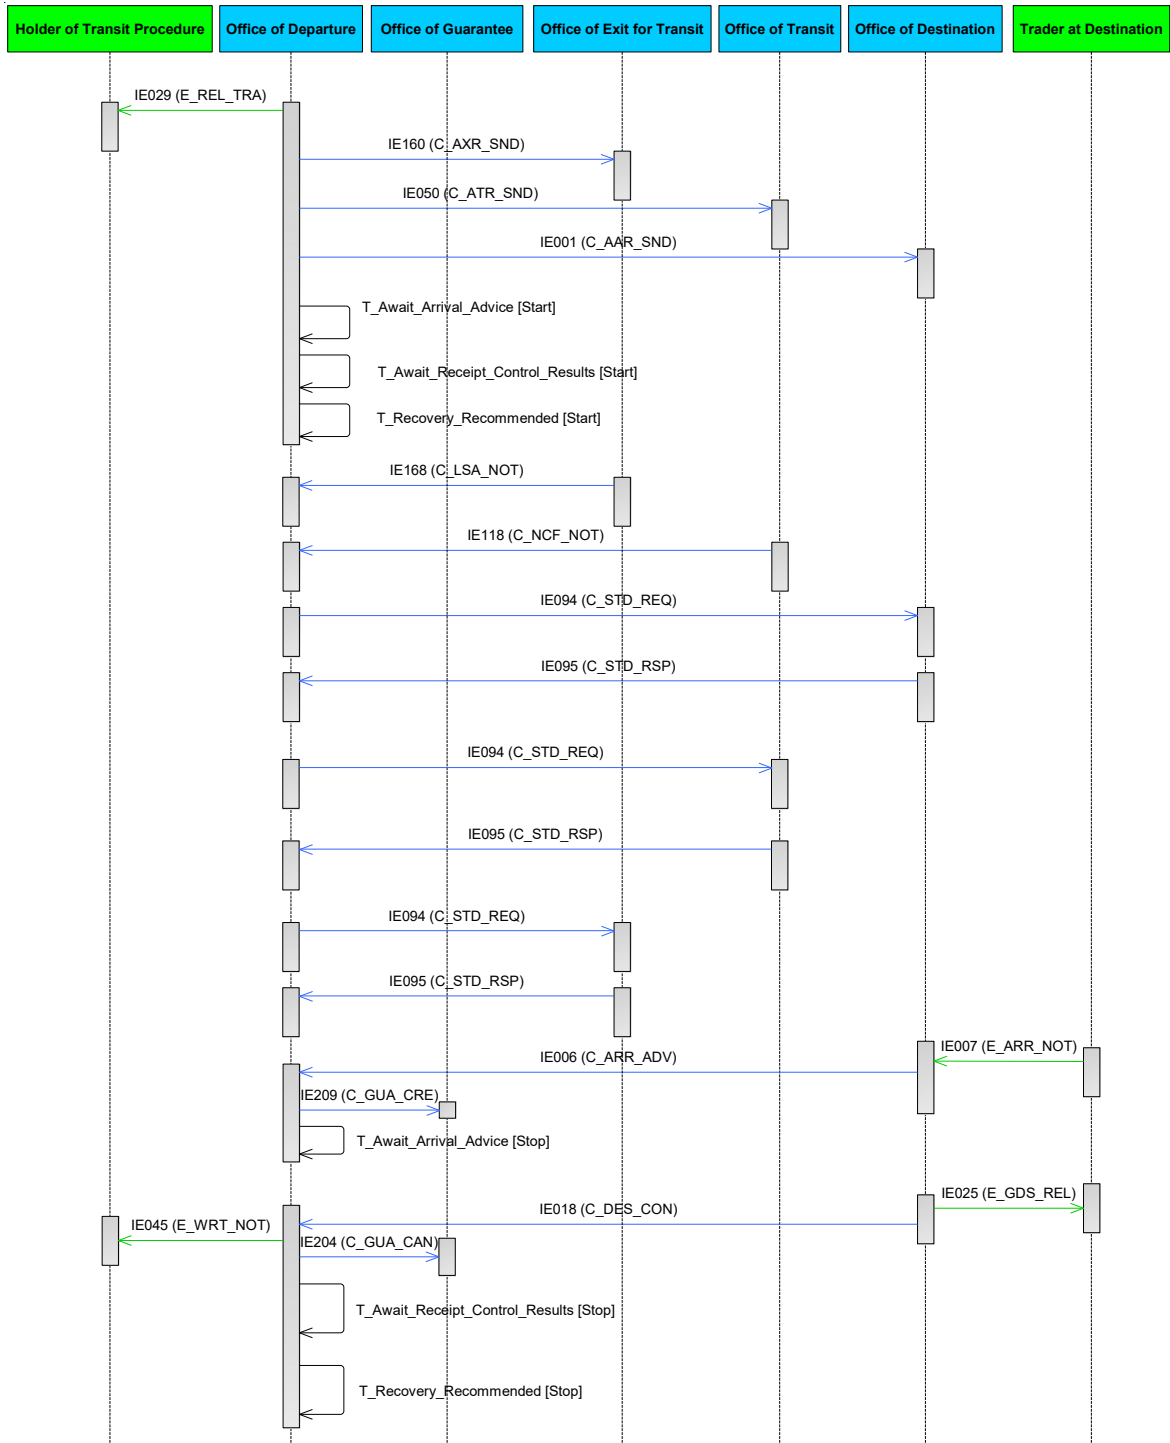 Holder of Transit Procedure
Office of Departure
Office of Guarantee
Office of Exit for Transit
Office of Transit
Office of Destination
Trader at Destination
IE029 (E_REL_TRA)
IE160 (C_AXR_SND)
IE050 (C_ATR_SND)
IE001 (C_AAR_SND)
T_Await_Arrival_Advice [Start]
T_Await_Receipt_Control_Results [Start]
T_Recovery_Recommended [Start]
IE168 (C_LSA_NOT)
IE118 (C_NCF_NOT)
IE094 (C_STD_REQ)
IE095 (C_STD_RSP)
IE094 (C_STD_REQ)
IE095 (C_STD_RSP)
IE094 (C_STD_REQ)
IE095 (C_STD_RSP)
IE007 (E_ARR_NOT)
IE006 (C_ARR_ADV)
IE209 (C_GUA_CRE)
T_Await_Arrival_Advice [Stop]
IE025 (E_GDS_REL)
IE018 (C_DES_CON)
IE045 (E_WRT_NOT)
IE204 (C_GUA_CAN)
T_Await_Receipt_Control_Results [Stop]
T_Recovery_Recommended [Stop]